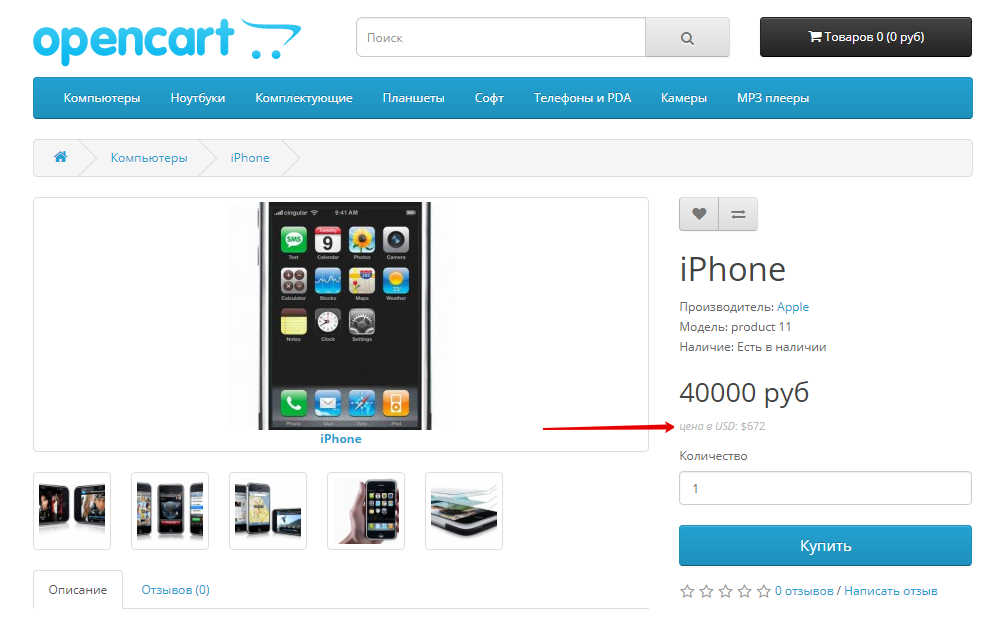 opencart
Поиск
Товаров 0 (0 руб)
Компьютеры Ноутбуки Комплектующие Планшеты Софт Телефоны и PDA Камеры MP3 плееры
Компьютеры iPhone
cingular 9:41 AM
SMS Tuesday 9
Text Calendar Photos Camera
73°
Calculator Stocks Maps Weather
Notes Clock Settings
Phone Mail Web iPod
iPhone
iPhone
Производитель: Apple
Модель: product 11
Наличие: Есть в наличии
40000 руб
цена в USD: $672
Количество
1
Купить
0 отзывов / Написать отзыв
Описание Отзывов (0)